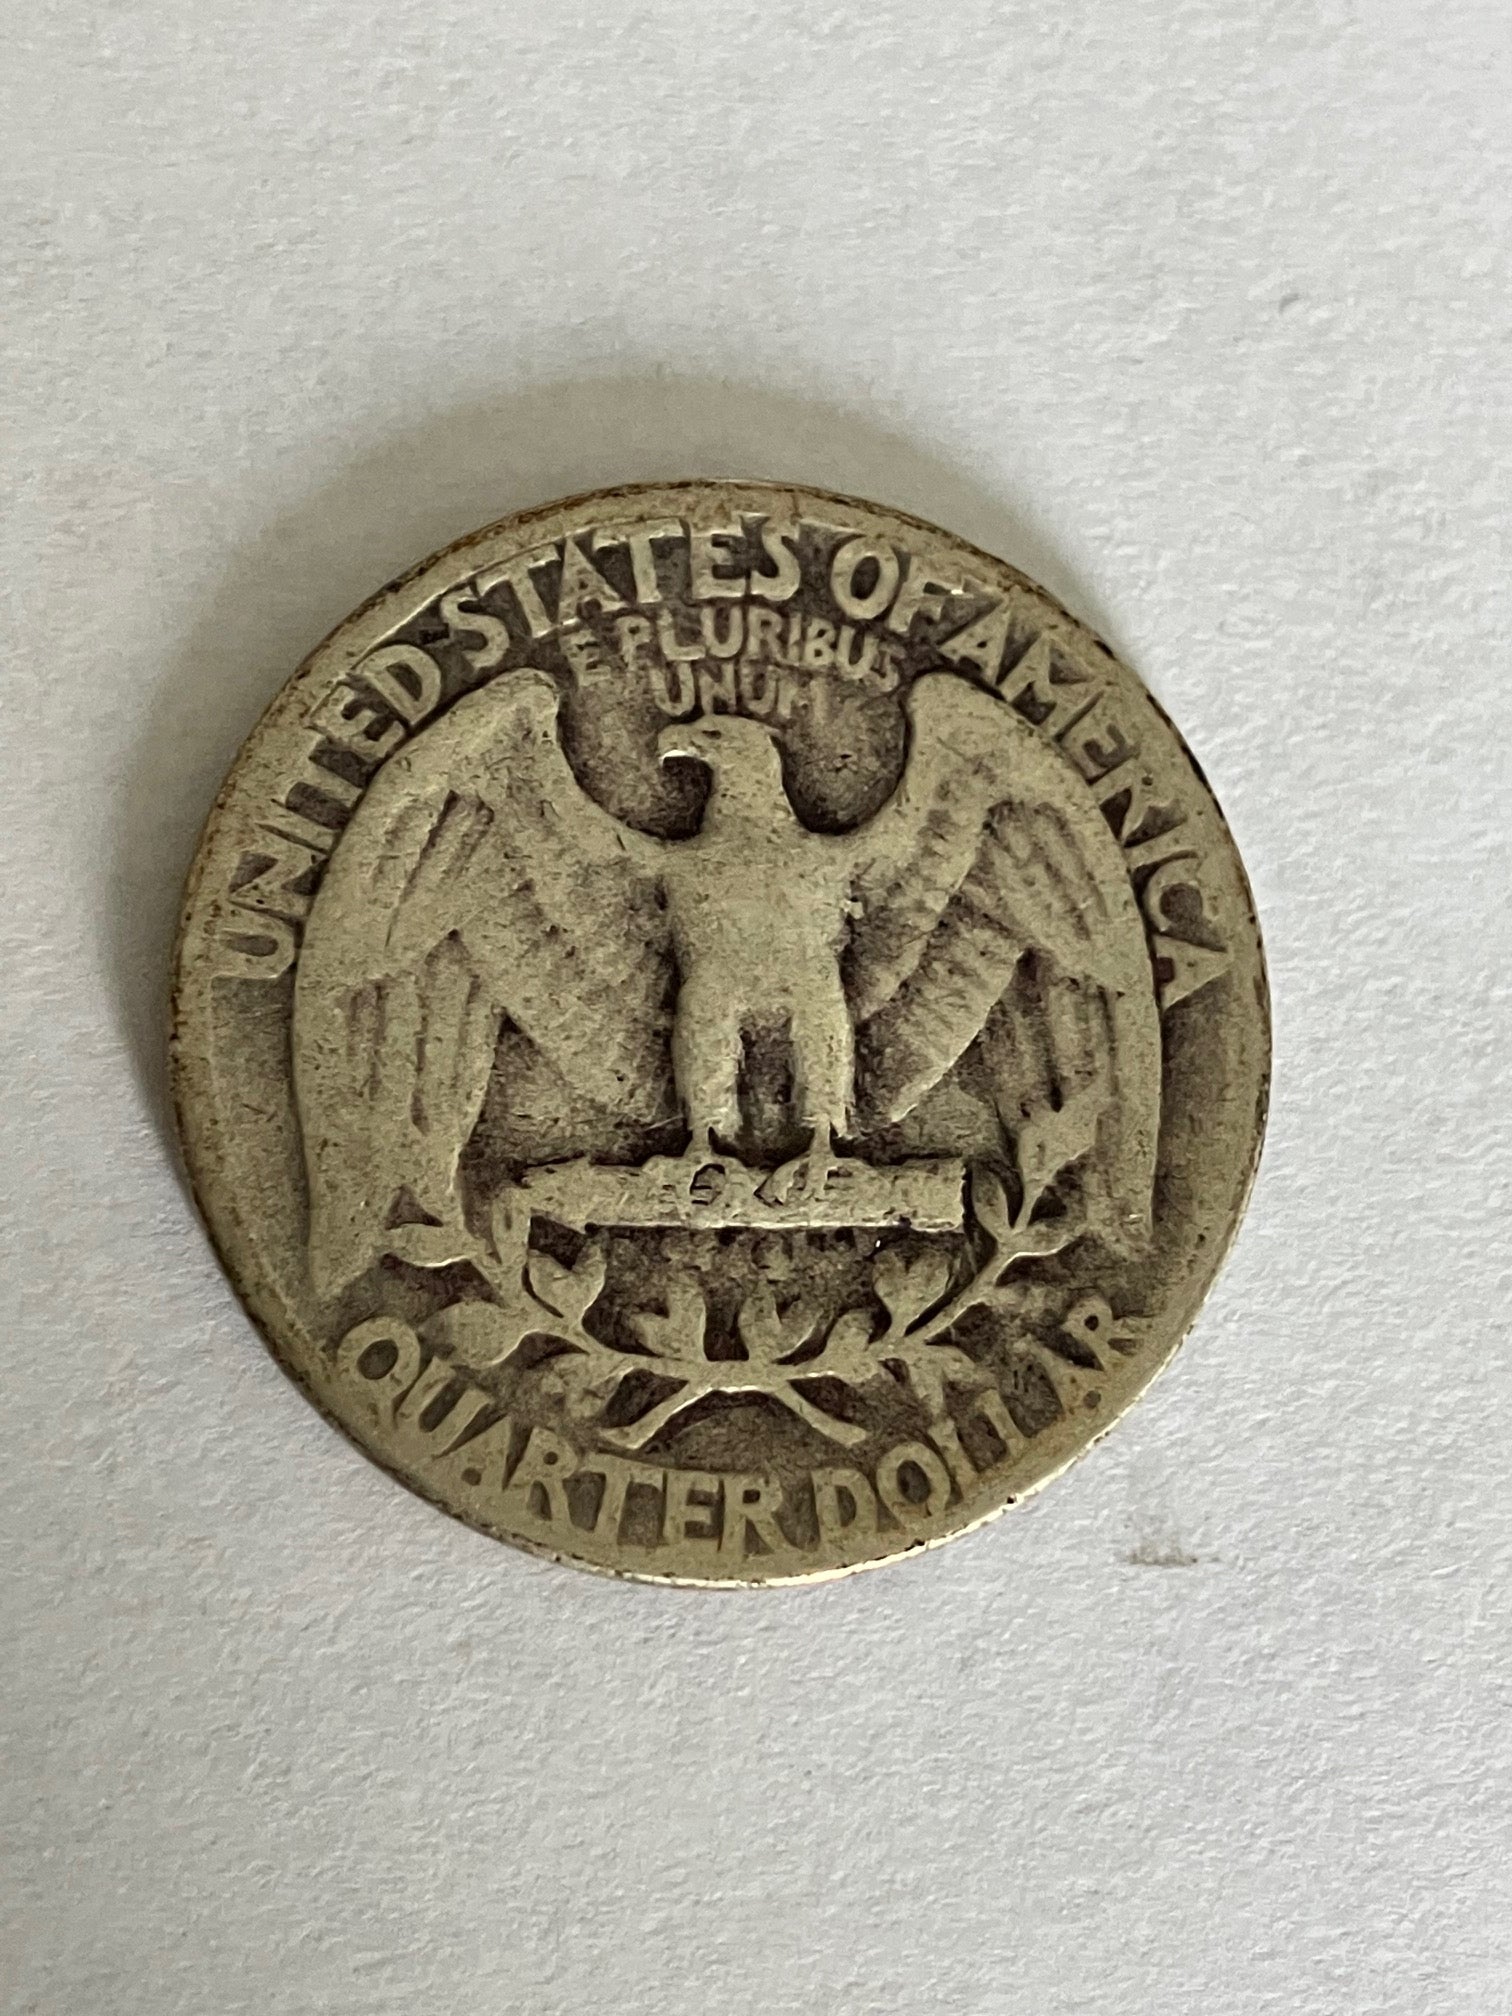 UNITED STATES OF AMERICA
E PLURIBUS
UNUM
QUARTER DOLLAR